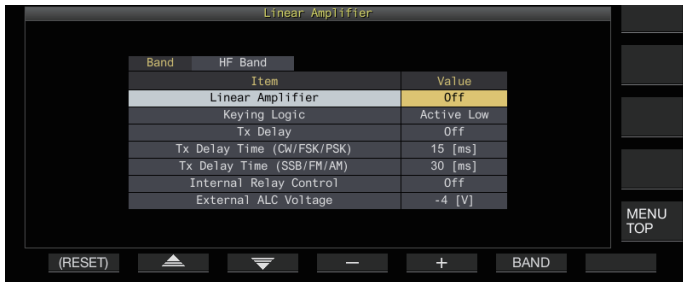 Linear Amplifier
Band HF Band
Item Value
Linear Amplifier Off
Keying Logic Active Low
Tx Delay Off
Tx Delay Time (CW/FSK/PSK) 15 [ms]
Tx Delay Time (SSB/FM/AM) 30 [ms]
Internal Relay Control Off
External ALC Voltage -4 [V]
MENU
TOP
(RESET) − + BAND